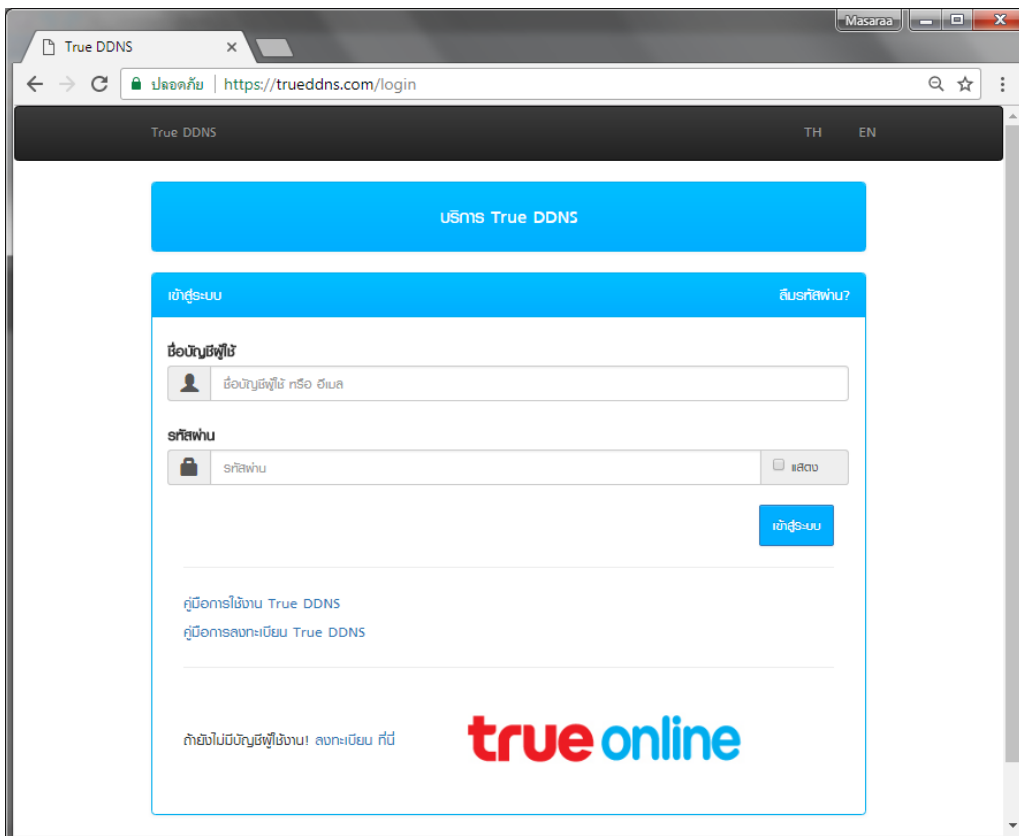 Masaraa
True DDNS
ปลอดภัย https://trueddns.com/login
True DDNS TH EN
บริการ True DDNS
เข้าสู่ระบบ ลืมรหัสผ่าน?
ชื่อบัญชีผู้ใช้
ชื่อบัญชีผู้ใช้ หรือ อีเมล
รหัสผ่าน
รหัสผ่าน แสดง
เข้าสู่ระบบ
คู่มือการใช้งาน True DDNS
คู่มือการลงทะเบียน True DDNS
ถ้ายังไม่มีบัญชีผู้ใช้งาน! ลงทะเบียน ที่นี่
true online